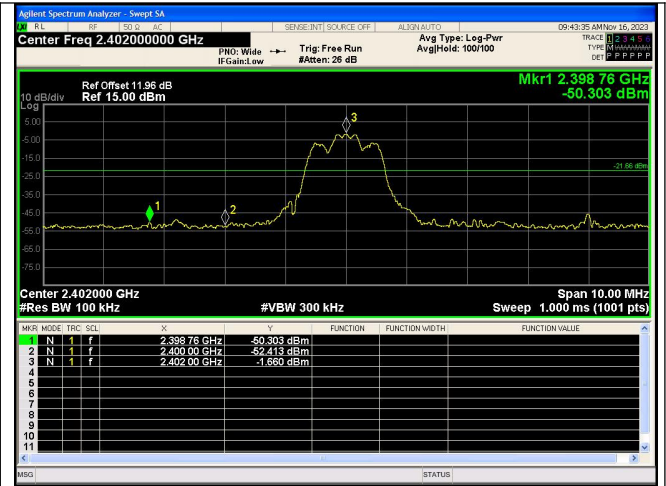 Agilent Spectrum Analyzer - Swept SA
RL RF 50 Ω AC SENSE:INT SOURCE OFF ALIGN AUTO 09:43:35 AM Nov 16, 2023
Center Freq 2.402000000 GHz
PNO: Wide
IFGain:Low
Trig: Free Run
#Atten: 26 dB
Avg Type: Log-Pwr
Avg|Hold: 100/100
TRACE 1 2 3 4 5 6
TYPE M
DET P P P P P P
Ref Offset 11.96 dB
Ref 15.00 dBm
Mkr1 2.398 76 GHz
-50.303 dBm
10 dB/div
Log
5.00
-5.00
-15.0
-25.0
-35.0
-45.0
-55.0
-65.0
-75.0
1
2
3
-21.66 dBm
Center 2.402000 GHz Span 10.00 MHz
#Res BW 100 kHz #VBW 300 kHz Sweep 1.000 ms (1001 pts)
MKR MODE TRC SCL X Y FUNCTION FUNCTION WIDTH FUNCTION VALUE
1 N 1 f 2.398 76 GHz -50.303 dBm
2 N 1 f 2.400 00 GHz -52.413 dBm
3 N 1 f 2.402 00 GHz -1.660 dBm
4
5
6
7
8
9
10
11
MSG STATUS